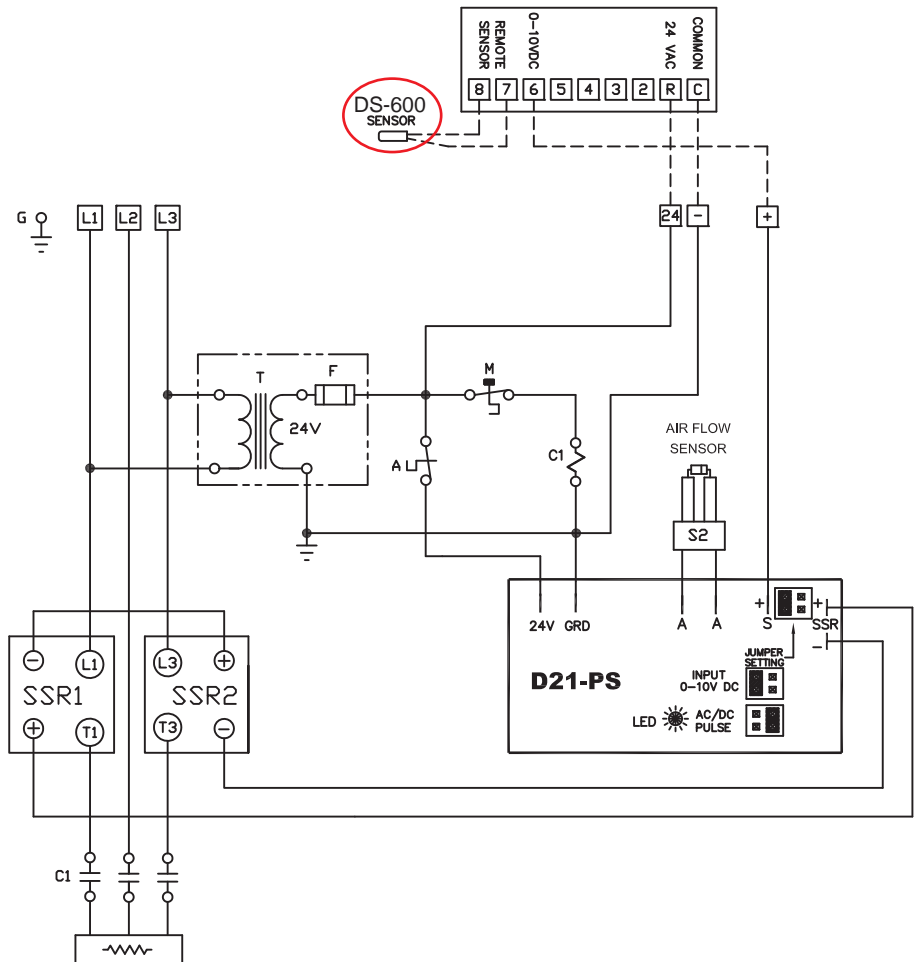 SENSOR
REMOTE
0-10VDC
24 VAC
COMMON
8 7 6 5 4 3 2 R C
DS-600
SENSOR
G L1 L2 L3
24 - +
T F
24V
M
A
C1
AIR FLOW
SENSOR
S2
24V GRD A A + S + SSR -
JUMPER
SETTING
D21-PS
INPUT
0-10V DC
LED AC/DC
PULSE
- L1 L3 +
SSR1 SSR2
+ T1 T3 -
C1